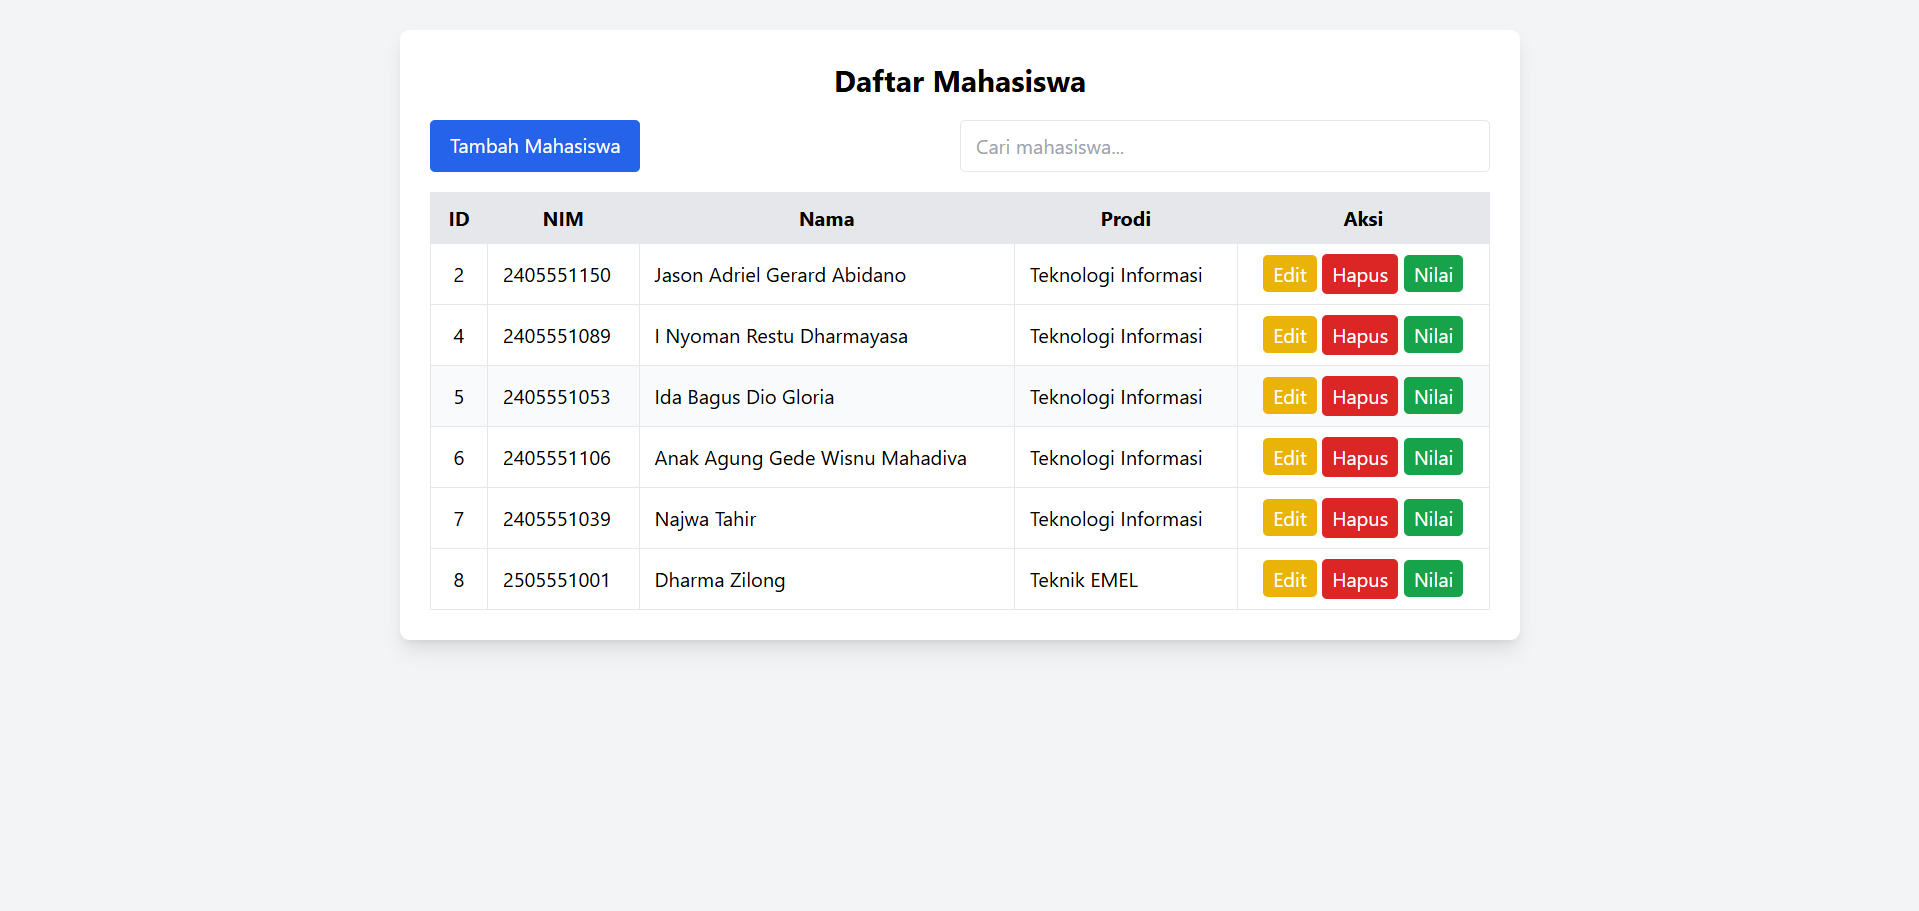 Daftar Mahasiswa
Tambah Mahasiswa Cari mahasiswa...
ID NIM Nama Prodi Aksi
2 2405551150 Jason Adriel Gerard Abidano Teknologi Informasi Edit Hapus Nilai
4 2405551089 I Nyoman Restu Dharmayasa Teknologi Informasi Edit Hapus Nilai
5 2405551053 Ida Bagus Dio Gloria Teknologi Informasi Edit Hapus Nilai
6 2405551106 Anak Agung Gede Wisnu Mahadiva Teknologi Informasi Edit Hapus Nilai
7 2405551039 Najwa Tahir Teknologi Informasi Edit Hapus Nilai
8 2505551001 Dharma Zilong Teknik EMEL Edit Hapus Nilai